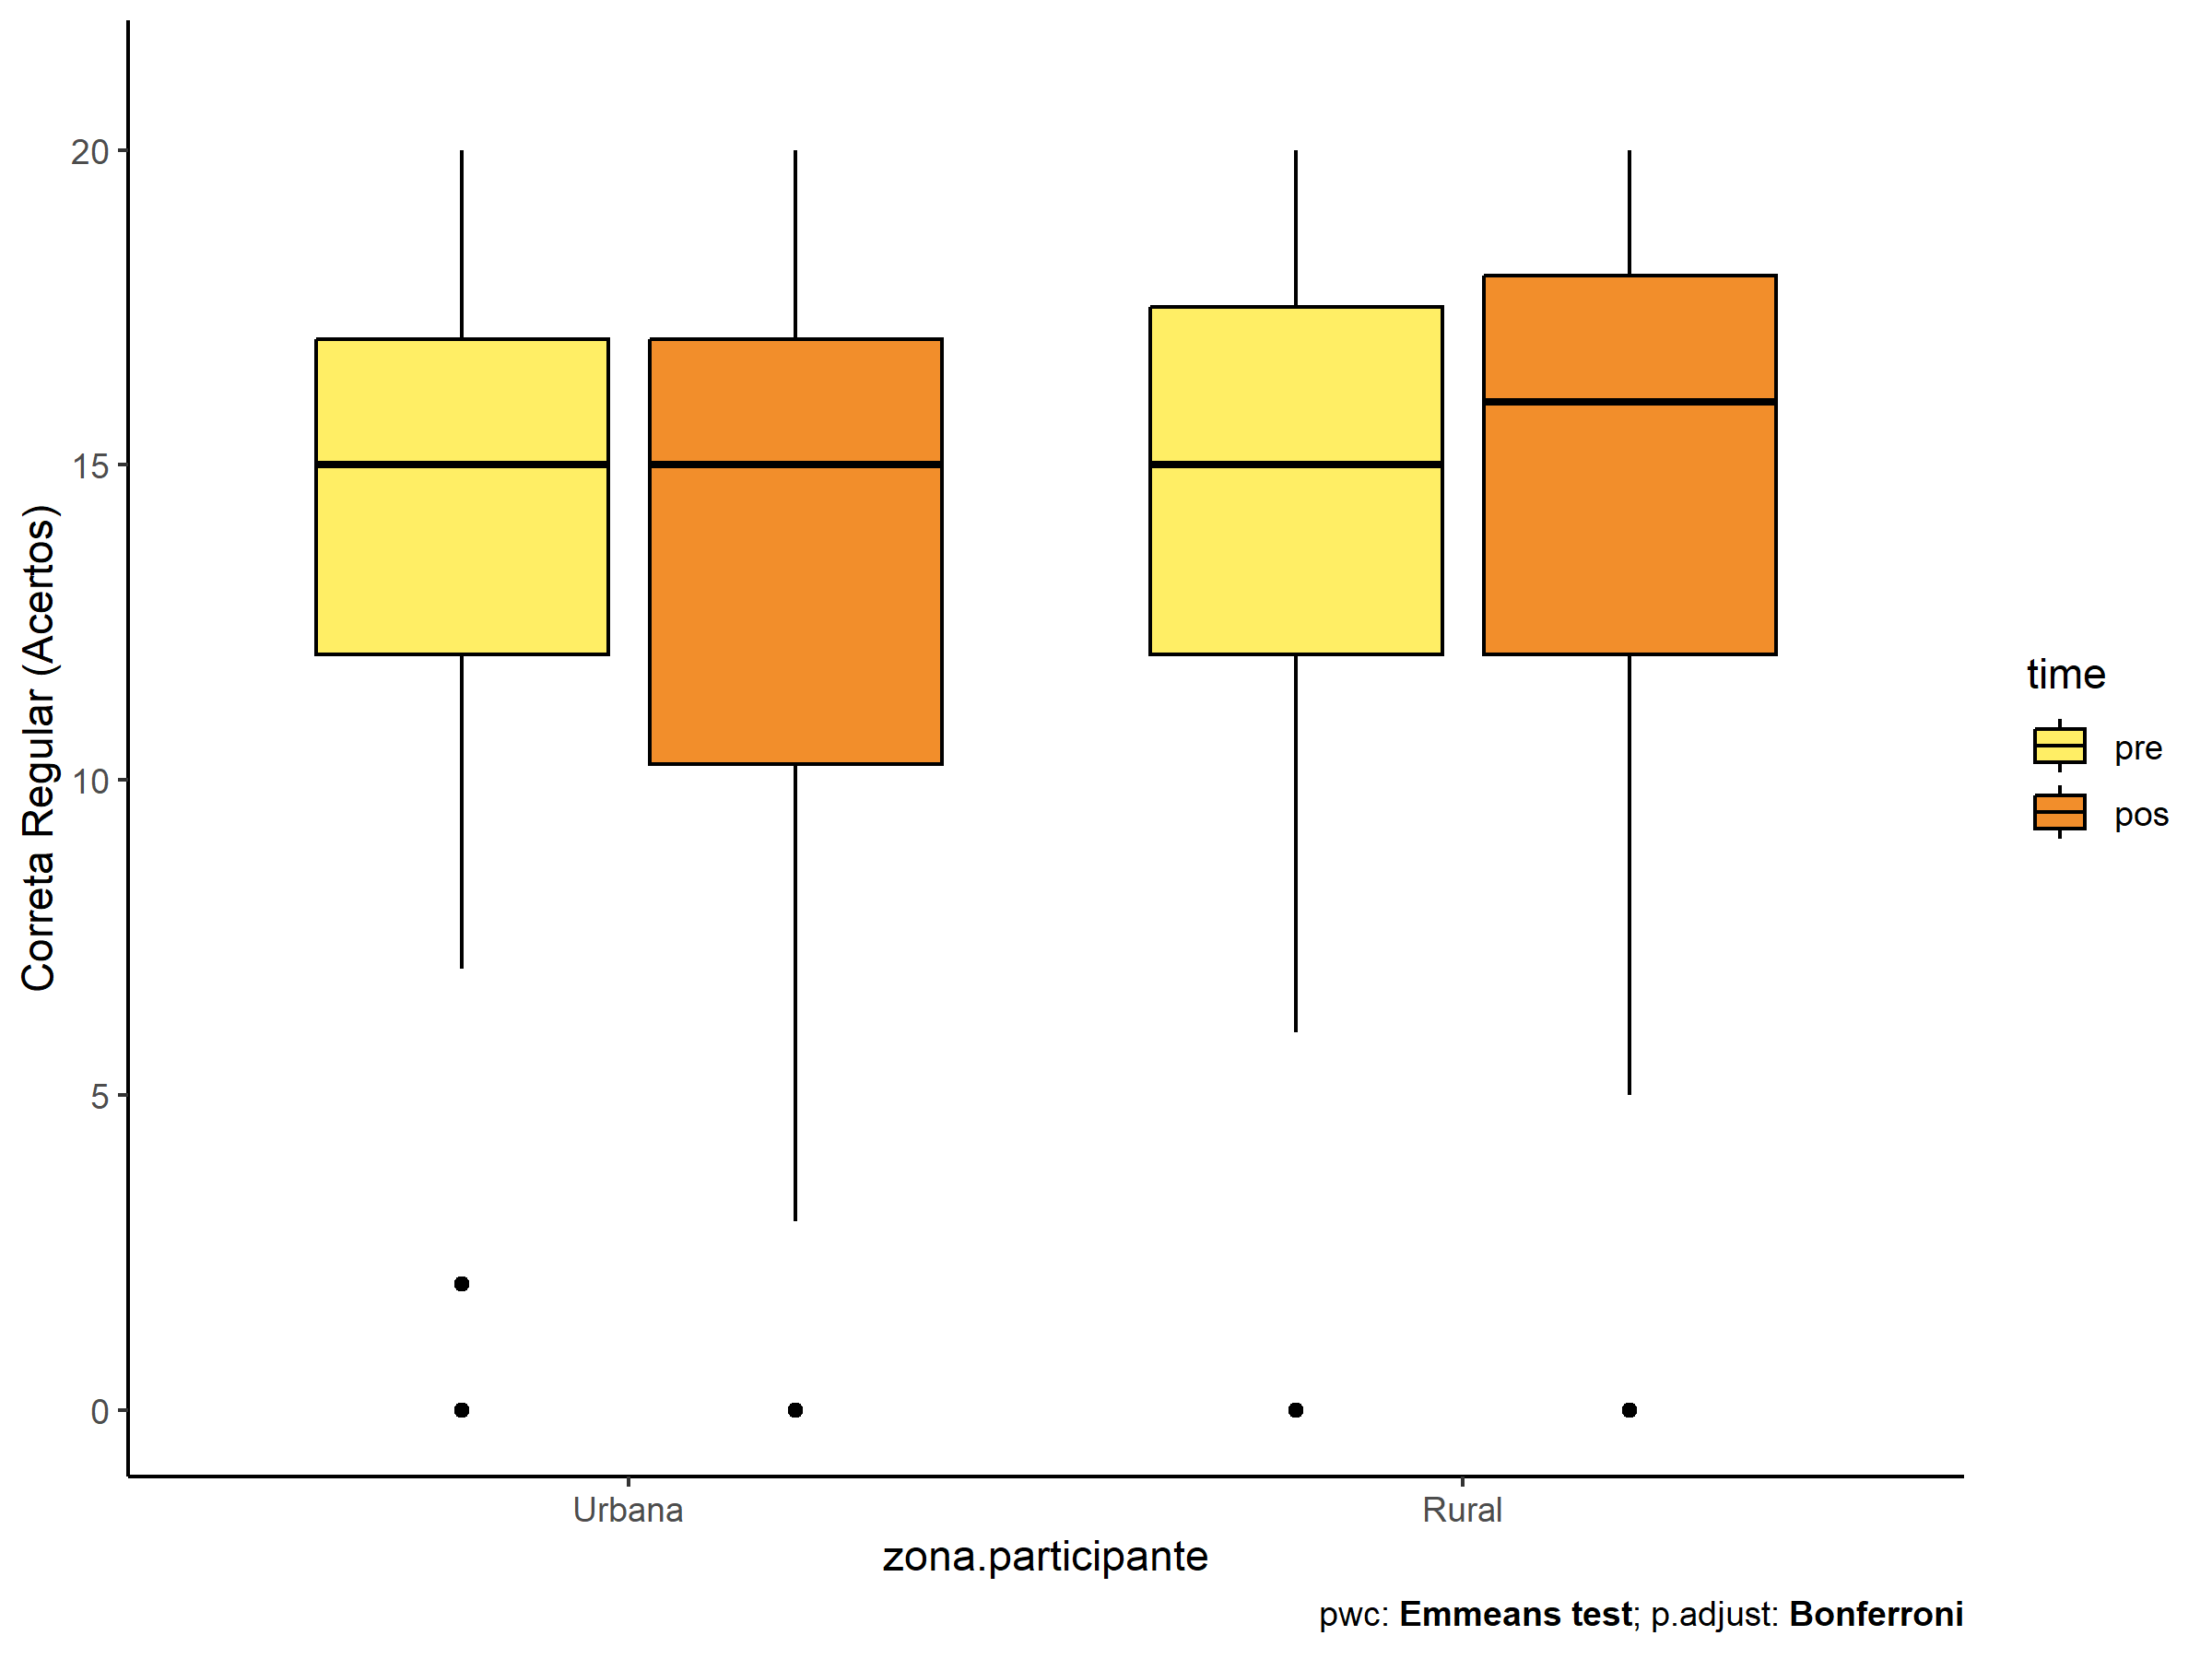 Correta Regular (Acertos)
20
15
10
5
0
Urbana
Rural
zona.participante
time
pre
pos
pwc: Emmeans test; p.adjust: Bonferroni